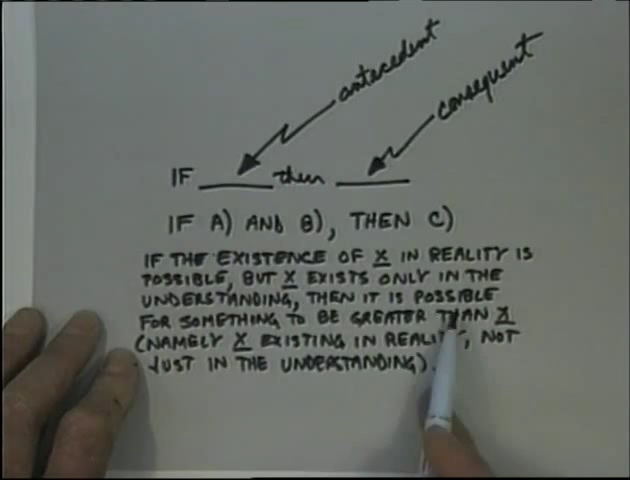 antecedent
consequent
IF ______ then ______
IF A) AND B), THEN C)
IF THE EXISTENCE OF X IN REALITY IS
POSSIBLE, BUT X EXISTS ONLY IN THE
UNDERSTANDING, THEN IT IS POSSIBLE
FOR SOMETHING TO BE GREATER THAN X
(NAMELY X EXISTING IN REALITY, NOT
JUST IN THE UNDERSTANDING).